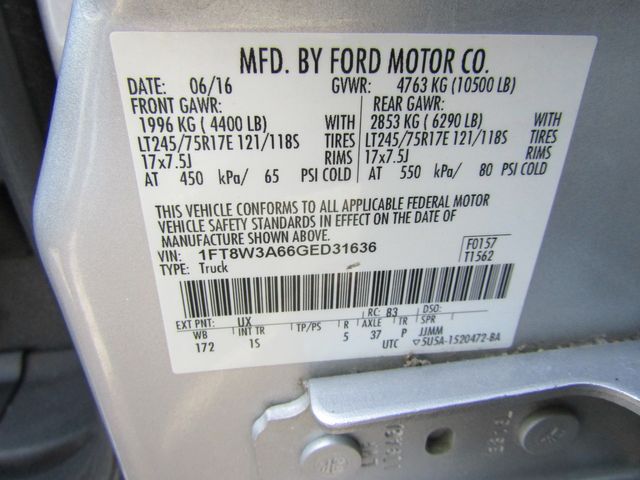 MFD. BY FORD MOTOR CO.
DATE: 06/16 GVWR: 4763 KG (10500 LB)
FRONT GAWR: REAR GAWR:
1996 KG ( 4400 LB) WITH 2853 KG ( 6290 LB) WITH
LT245/75R17E 121/118S TIRES LT245/75R17E 121/118S TIRES
17x7.5J RIMS 17x7.5J RIMS
AT 450 kPa/ 65 PSI COLD AT 550 kPa/ 80 PSI COLD
THIS VEHICLE CONFORMS TO ALL APPLICABLE FEDERAL MOTOR
VEHICLE SAFETY STANDARDS IN EFFECT ON THE DATE OF
MANUFACTURE SHOWN ABOVE.
VIN: 1FT8W3A66GED31636 F0157
TYPE: Truck T1562
EXT PNT: UX RC: 83 DSO:
WB INT TR TP/PS R AXLE TR SPR
172 1S 5 37 P JJMM
UTC ▽5U5A-1520472-BA